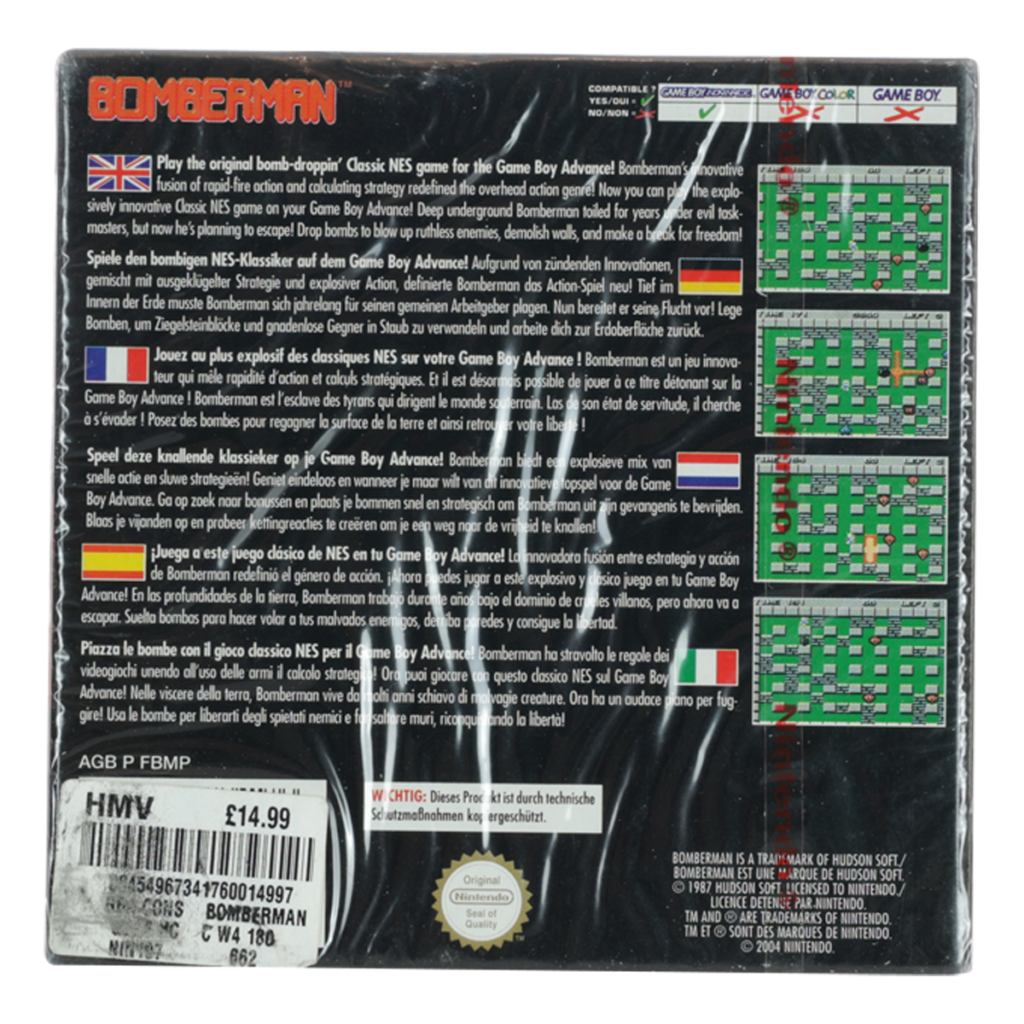 BOMBERMAN™
COMPATIBLE ?
YES/OUI = ✓
NO/NON = ✗
GAME BOY ADVANCE
GAME BOY COLOR
GAME BOY
Play the original bomb-droppin' Classic NES game for the Game Boy Advance! Bomberman's innovative
fusion of rapid-fire action and calculating strategy redefined the overhead action genre! Now you can play the explo-
sively innovative Classic NES game on your Game Boy Advance! Deep underground Bomberman toiled for years under evil task-
masters, but now he's planning to escape! Drop bombs to blow up ruthless enemies, demolish walls, and make a break for freedom!
Spiele den bombigen NES-Klassiker auf dem Game Boy Advance! Aufgrund von zündenden Innovationen,
gemischt mit ausgeklügelter Strategie und explosiver Action, definierte Bomberman das Action-Spiel neu! Tief im
Innern der Erde musste Bomberman sich jahrelang für seinen gemeinen Arbeitgeber plagen. Nun bereitet er seine Flucht vor! Lege
Bomben, um Ziegelsteinblöcke und gnadenlose Gegner in Staub zu verwandeln und arbeite dich zur Erdoberfläche zurück.
Jouez au plus explosif des classiques NES sur votre Game Boy Advance ! Bomberman est un jeu innova-
teur qui mêle rapidité d'action et calculs stratégiques. Et il est désormais possible de jouer à ce titre détonant sur la
Game Boy Advance ! Bomberman est l'esclave des tyrans qui dirigent le monde souterrain. Las de son état de servitude, il cherche
à s'évader ! Posez des bombes pour regagner la surface de la terre et ainsi retrouver votre liberté !
Speel deze knallende klassieker op je Game Boy Advance! Bomberman biedt een explosieve mix van
snelle actie en sluwe strategieën! Geniet eindeloos en wanneer je maar wilt van dit innovatieve topspel voor de Game
Boy Advance. Ga op zoek naar bonussen en plaats je bommen snel en strategisch om Bomberman uit zijn gevangenis te bevrijden.
Blaas je vijanden op en probeer kettingreacties te creëren om je een weg naar de vrijheid te knallen!
¡Juega a este juego clásico de NES en tu Game Boy Advance! La innovadora fusión entre estrategia y acción
de Bomberman redefinió el género de acción. ¡Ahora puedes jugar a este explosivo y clásico juego en tu Game Boy
Advance! En las profundidades de la tierra, Bomberman trabajó durante años bajo el dominio de crueles villanos, pero ahora va a
escapar. Suelta bombas para hacer volar a tus malvados enemigos, derriba paredes y consigue la libertad.
Piazza le bombe con il gioco classico NES per il Game Boy Advance! Bomberman ha stravolto le regole dei
videogiochi unendo all'uso delle armi il calcolo strategico! Ora puoi giocare con questo classico NES sul Game Boy
Advance! Nelle viscere della terra, Bomberman vive da molti anni schiavo di malvagie creature. Ora ha un audace piano per fug-
gire! Usa le bombe per liberarti degli spietati nemici e far saltare muri, riconquistando la libertà!
AGB P FBMP
HMV £14.99
BOMBERMAN
C W4 180
662
WICHTIG: Dieses Produkt ist durch technische
Schutzmaßnahmen kopiergeschützt.
Original
Nintendo
Seal of
Quality
™
BOMBERMAN IS A TRADEMARK OF HUDSON SOFT./
BOMBERMAN EST UNE MARQUE DE HUDSON SOFT.
© 1987 HUDSON SOFT. LICENSED TO NINTENDO./
LICENCE DETENUE PAR NINTENDO.
TM AND ® ARE TRADEMARKS OF NINTENDO.
TM ET ® SONT DES MARQUES DE NINTENDO.
© 2004 NINTENDO.
Nintendo ®
Nintendo ®
Nintendo